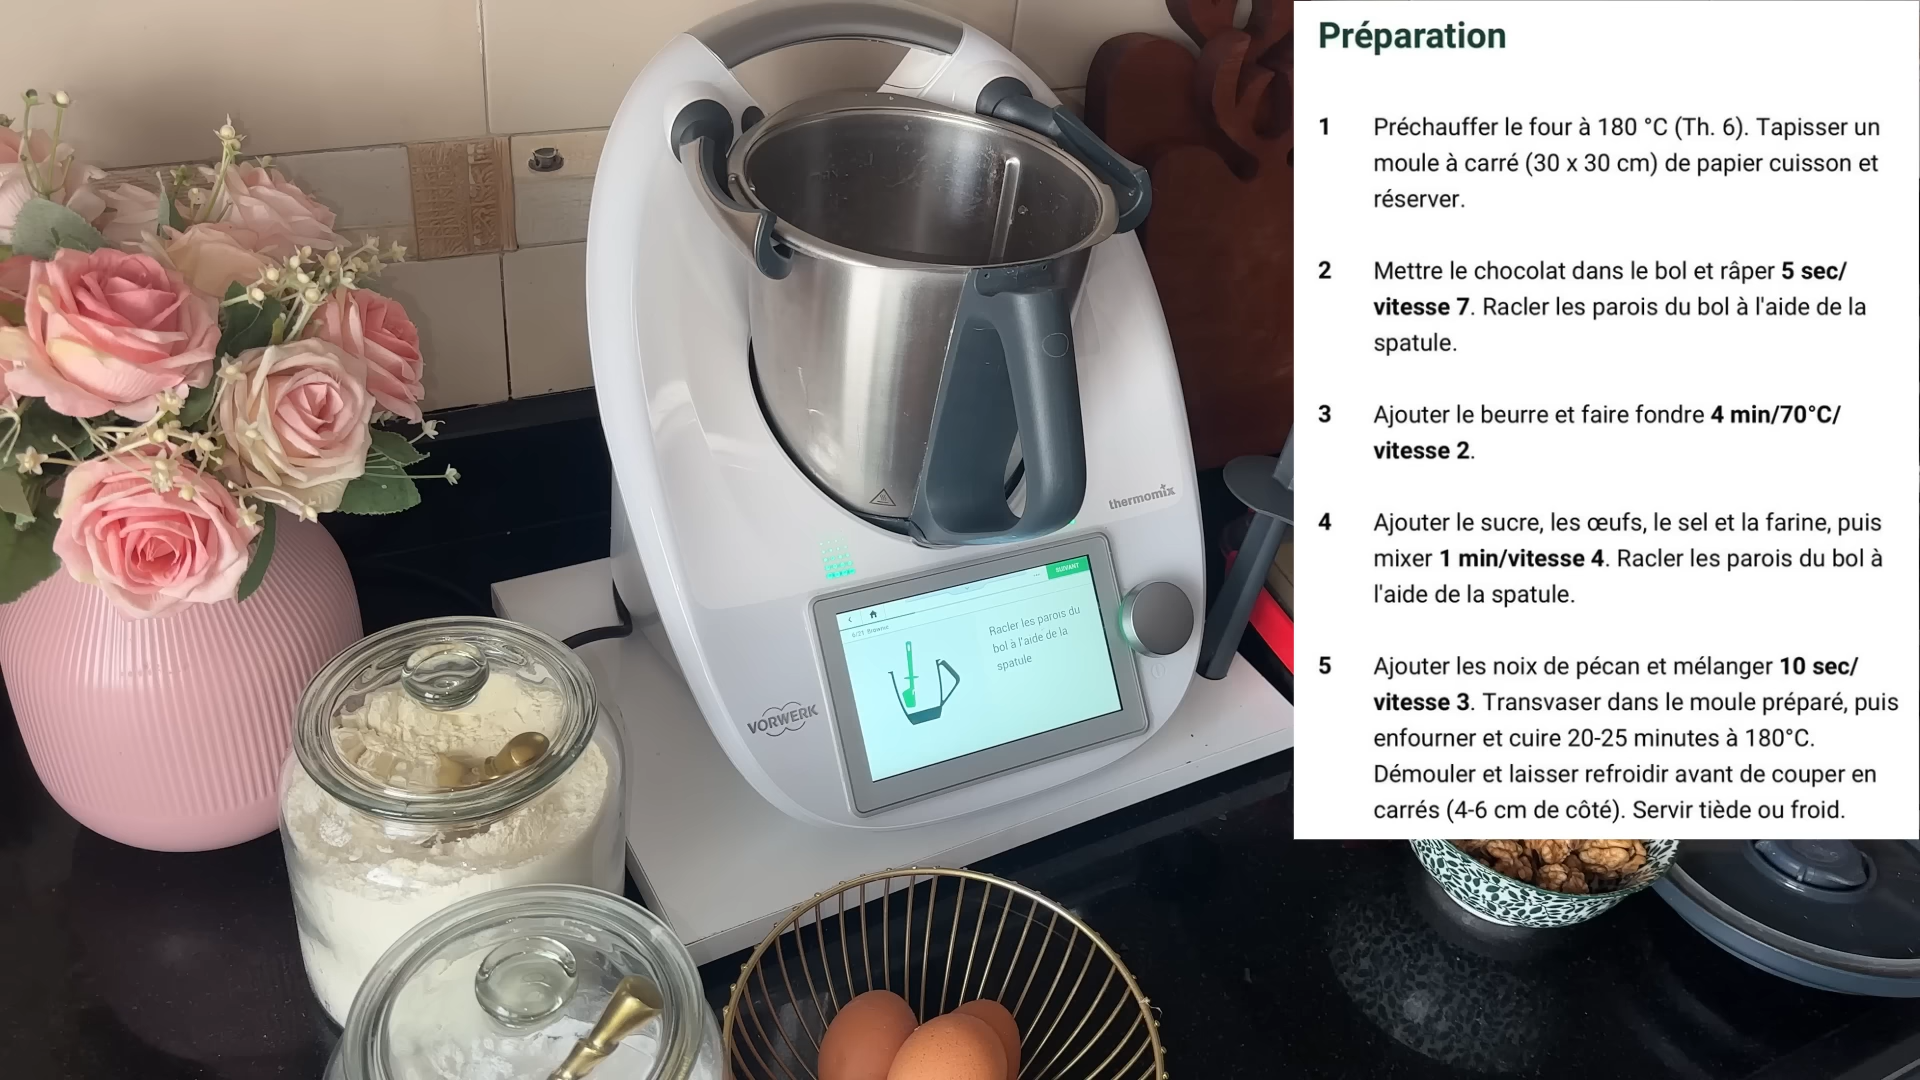 Préparation
1 Préchauffer le four à 180 °C (Th. 6). Tapisser un
moule à carré (30 x 30 cm) de papier cuisson et
réserver.
2 Mettre le chocolat dans le bol et râper 5 sec/
vitesse 7. Racler les parois du bol à l'aide de la
spatule.
3 Ajouter le beurre et faire fondre 4 min/70°C/
vitesse 2.
4 Ajouter le sucre, les œufs, le sel et la farine, puis
mixer 1 min/vitesse 4. Racler les parois du bol à
l'aide de la spatule.
5 Ajouter les noix de pécan et mélanger 10 sec/
vitesse 3. Transvaser dans le moule préparé, puis
enfourner et cuire 20-25 minutes à 180°C.
Démouler et laisser refroidir avant de couper en
carrés (4-6 cm de côté). Servir tiède ou froid.
thermomix
SUIVANT
6/21 Brownie
Racler les parois du
bol à l'aide de la
spatule
VORWERK